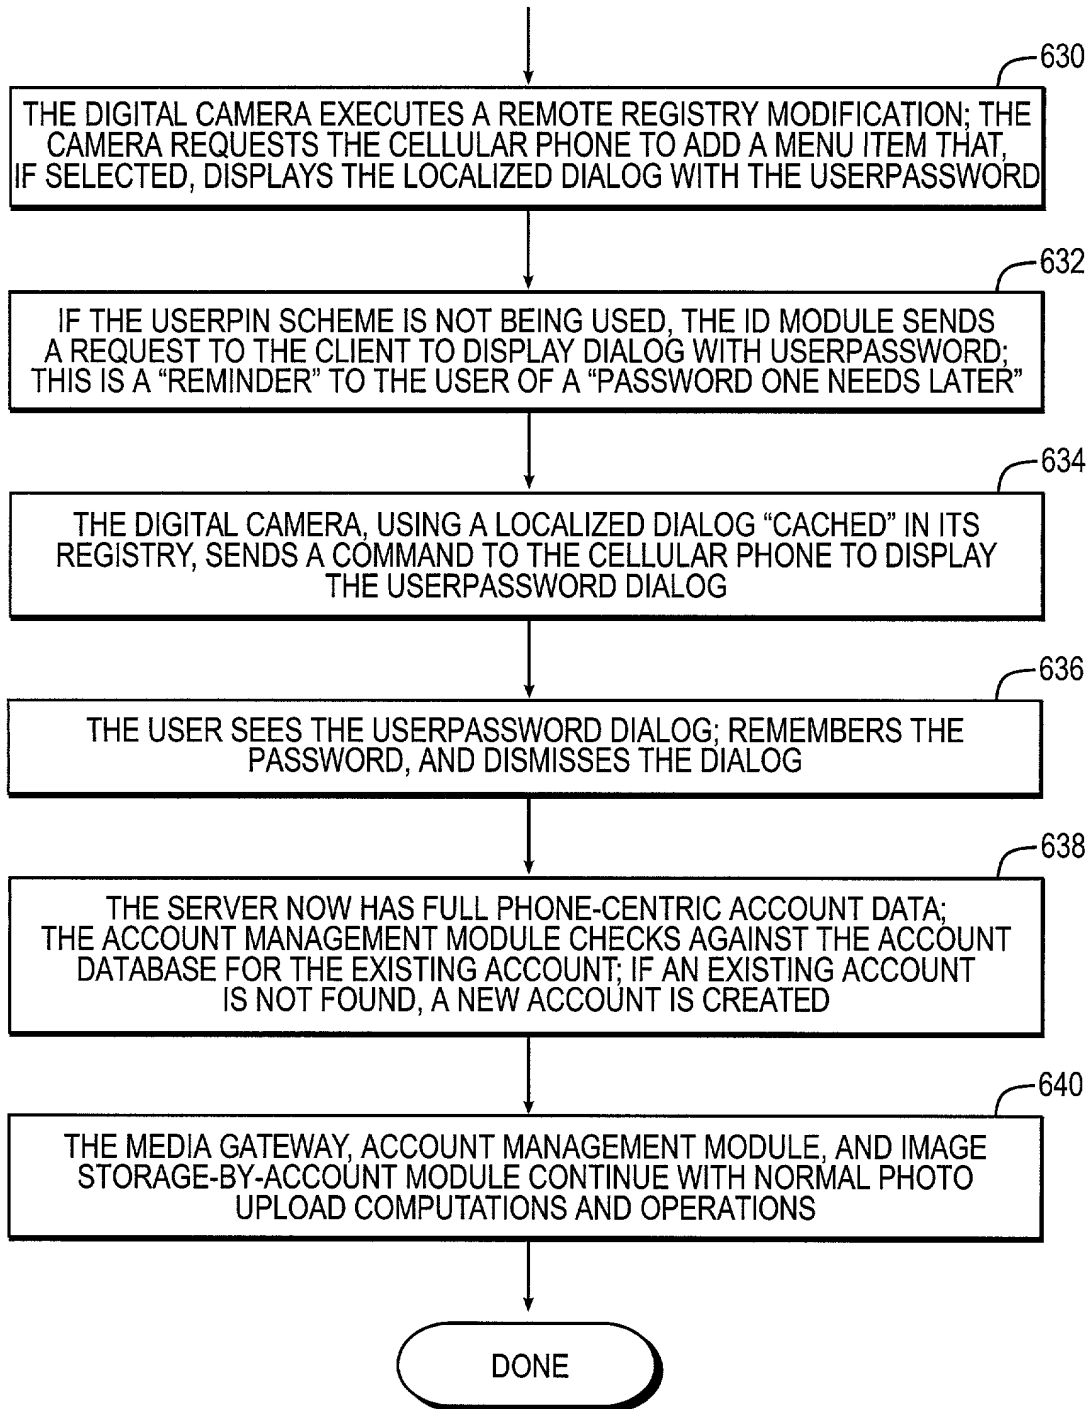 630
THE DIGITAL CAMERA EXECUTES A REMOTE REGISTRY MODIFICATION; THE
CAMERA REQUESTS THE CELLULAR PHONE TO ADD A MENU ITEM THAT,
IF SELECTED, DISPLAYS THE LOCALIZED DIALOG WITH THE USERPASSWORD
632
IF THE USERPIN SCHEME IS NOT BEING USED, THE ID MODULE SENDS
A REQUEST TO THE CLIENT TO DISPLAY DIALOG WITH USERPASSWORD;
THIS IS A “REMINDER” TO THE USER OF A “PASSWORD ONE NEEDS LATER”
634
THE DIGITAL CAMERA, USING A LOCALIZED DIALOG “CACHED” IN ITS
REGISTRY, SENDS A COMMAND TO THE CELLULAR PHONE TO DISPLAY
THE USERPASSWORD DIALOG
636
THE USER SEES THE USERPASSWORD DIALOG; REMEMBERS THE
PASSWORD, AND DISMISSES THE DIALOG
638
THE SERVER NOW HAS FULL PHONE-CENTRIC ACCOUNT DATA;
THE ACCOUNT MANAGEMENT MODULE CHECKS AGAINST THE ACCOUNT
DATABASE FOR THE EXISTING ACCOUNT; IF AN EXISTING ACCOUNT
IS NOT FOUND, A NEW ACCOUNT IS CREATED
640
THE MEDIA GATEWAY, ACCOUNT MANAGEMENT MODULE, AND IMAGE
STORAGE-BY-ACCOUNT MODULE CONTINUE WITH NORMAL PHOTO
UPLOAD COMPUTATIONS AND OPERATIONS
DONE